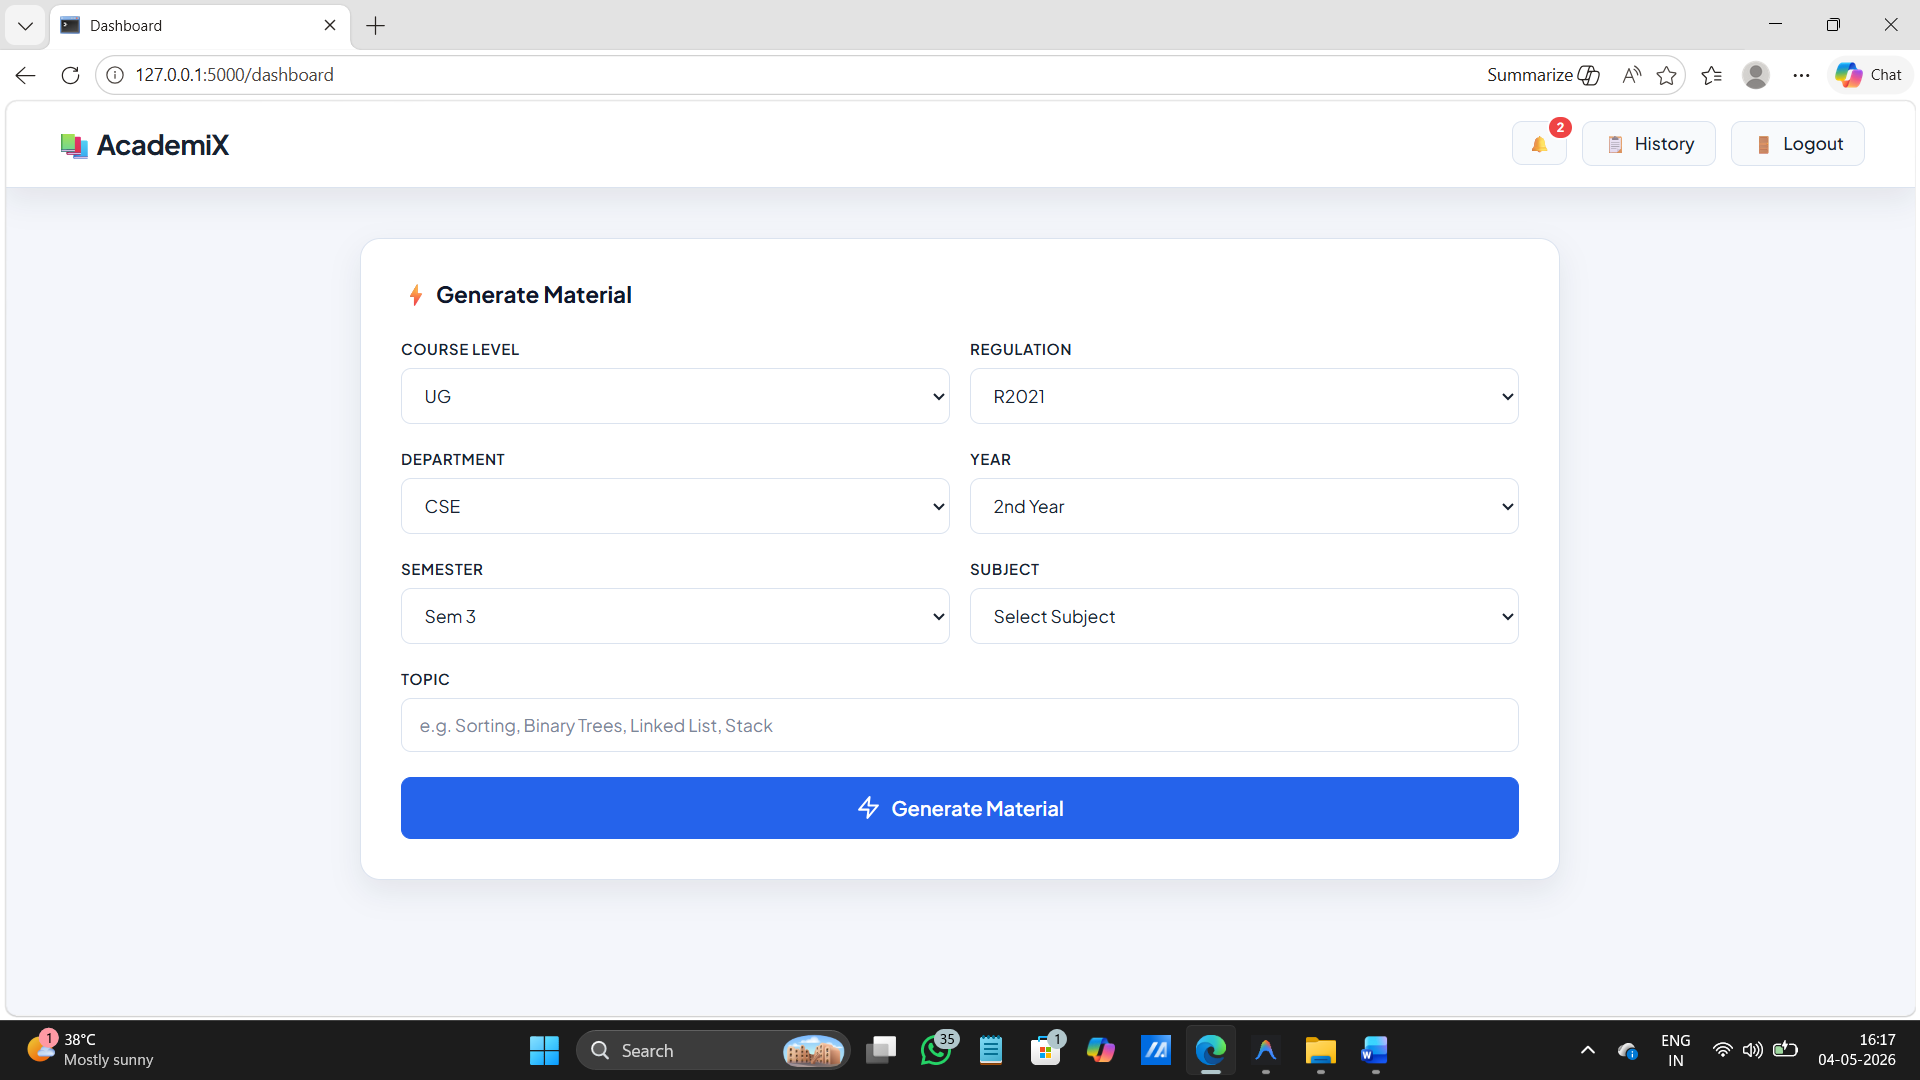 Dashboard
127.0.0.1:5000/dashboard
Summarize
Chat
AcademiX
2
History
Logout
Generate Material
COURSE LEVEL
REGULATION
UG
R2021
DEPARTMENT
YEAR
CSE
2nd Year
SEMESTER
SUBJECT
Sem 3
Select Subject
TOPIC
e.g. Sorting, Binary Trees, Linked List, Stack
Generate Material
1
38°C
Mostly sunny
Search
35
1
W
ENG
IN
16:17
04-05-2026